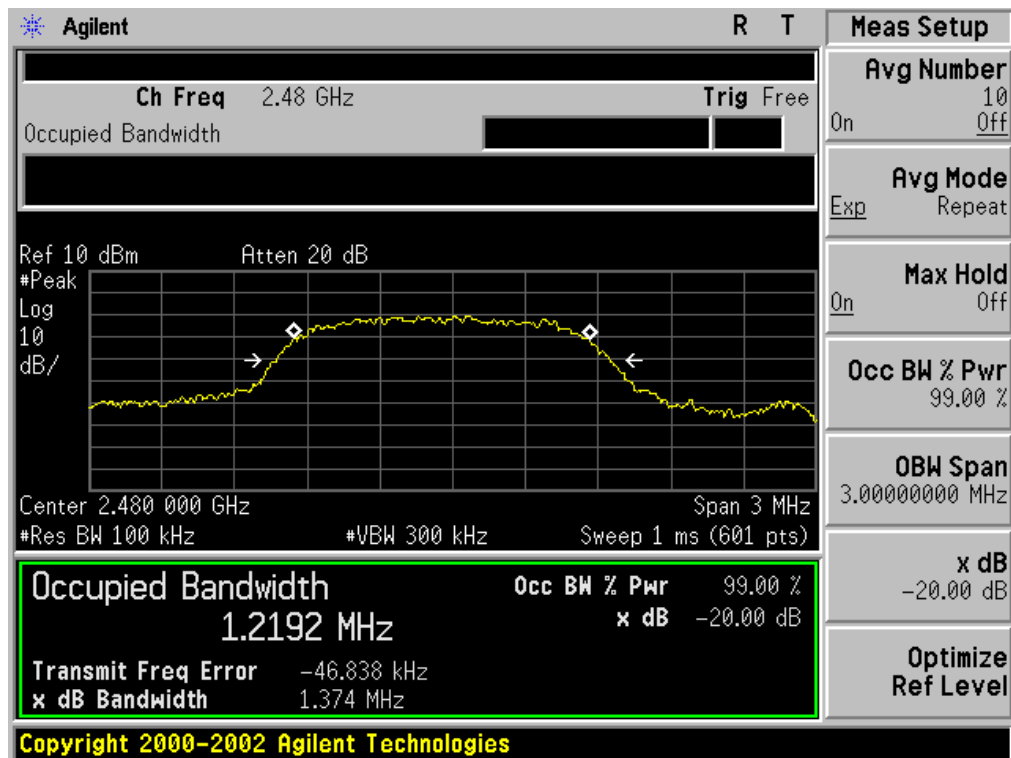 Agilent R T
Ch Freq 2.48 GHz Trig Free
Occupied Bandwidth
Ref 10 dBm Atten 20 dB
#Peak
Log
10
dB/
Center 2.480 000 GHz Span 3 MHz
#Res BW 100 kHz #VBW 300 kHz Sweep 1 ms (601 pts)
Occupied Bandwidth Occ BW % Pwr 99.00 %
1.2192 MHz x dB -20.00 dB
Transmit Freq Error -46.838 kHz
x dB Bandwidth 1.374 MHz
Copyright 2000-2002 Agilent Technologies
Meas Setup
Avg Number
10
On Off
Avg Mode
Exp Repeat
Max Hold
On Off
Occ BW % Pwr
99.00 %
OBW Span
3.00000000 MHz
x dB
-20.00 dB
Optimize
Ref Level